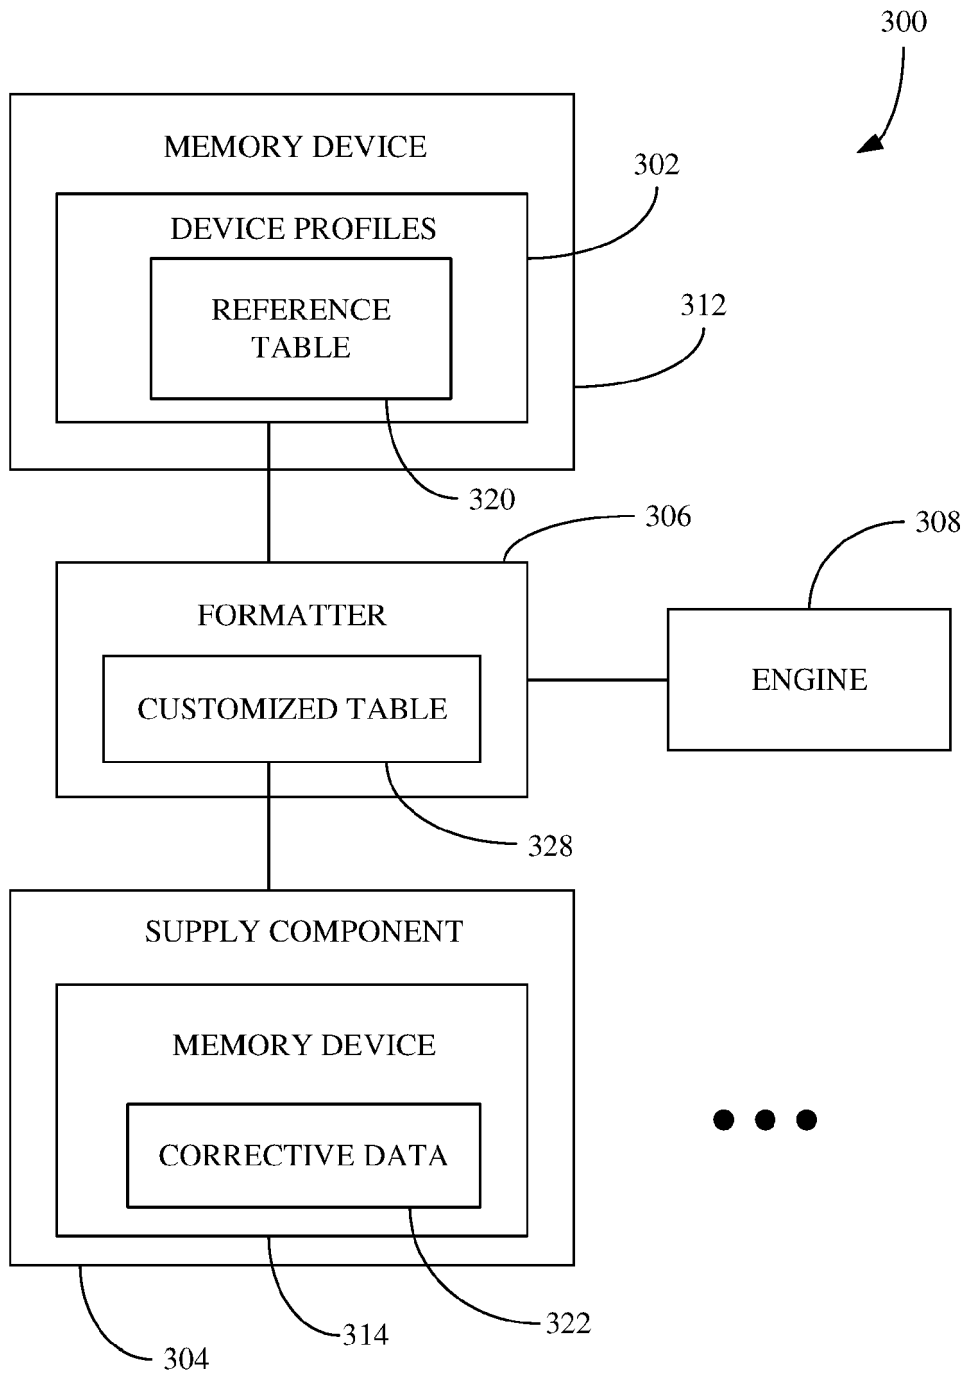 300
MEMORY DEVICE
302
DEVICE PROFILES
REFERENCE
TABLE
312
320
306
308
FORMATTER
ENGINE
CUSTOMIZED TABLE
328
SUPPLY COMPONENT
MEMORY DEVICE
CORRECTIVE DATA
322
314
304